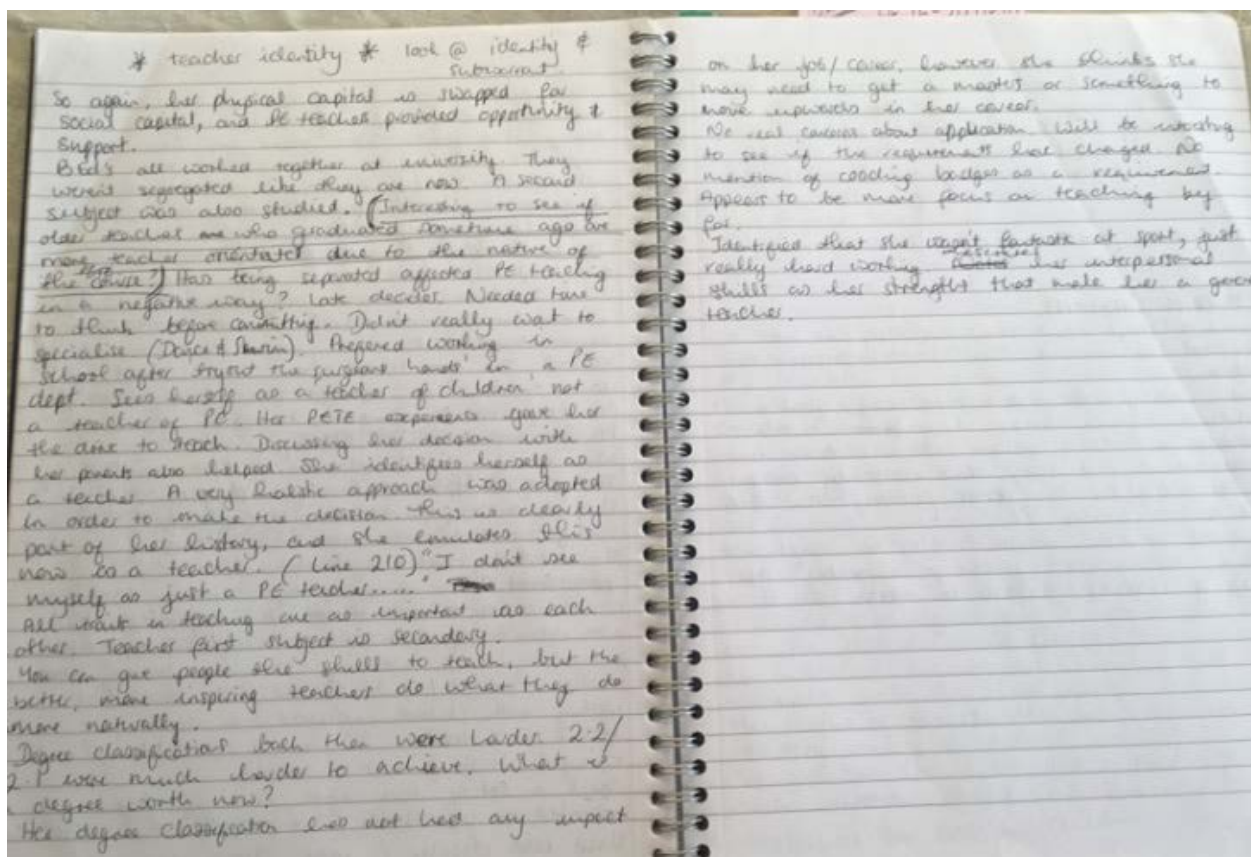 * teacher identity * look @ identity &
So again, her physical capital is swapped for
social capital, and PE teacher provided opportunity &
support.
BEd's all worked together at university. They
weren't segregated like they are now. A second
subject was also studied. (Interesting to see if
older teachers who graduated sometime ago are
more teacher orientated due to the nature of
the course?) Has being separated affected PE teaching
in a negative way? Late decider. Needed time
to think before committing. Didn't really want to
specialise (Dance & Swim). Preferred working in
school after tryout the hands' in a PE
dept. Sees herself as a teacher of children not
a teacher of PE. Her PETE experiences gave her
the drive to teach. Discussing her decision with
her parents also helped. She identifies herself as
a teacher. A very holistic approach was adopted
in order to make the decision. This is clearly
part of her history, and she emulates this
now as a teacher. (Line 210) "I don't see
myself as just a PE teacher....."
All in teaching are as important as each
other. Teacher first subject is secondary.
You can give people the skills to teach, but the
better, more inspiring teachers do what they do
more naturally.
Degree classifications back then were harder 2.2/
2.1 were much harder to achieve. What is
degree worth now?
Her degree classification has not had any impact
on her job/career, however she thinks she
may need to get a masters or something to
move upwards in her career.
No real about application. Will be interesting
to see if the requirements has changed. No
mention of coaching badges as a requirement.
Appears to be more focus on teaching by
far.
Identified that she wasn't fantastic at sport, just
really hard working her interpersonal
skills as her strength that make her a good
teacher.